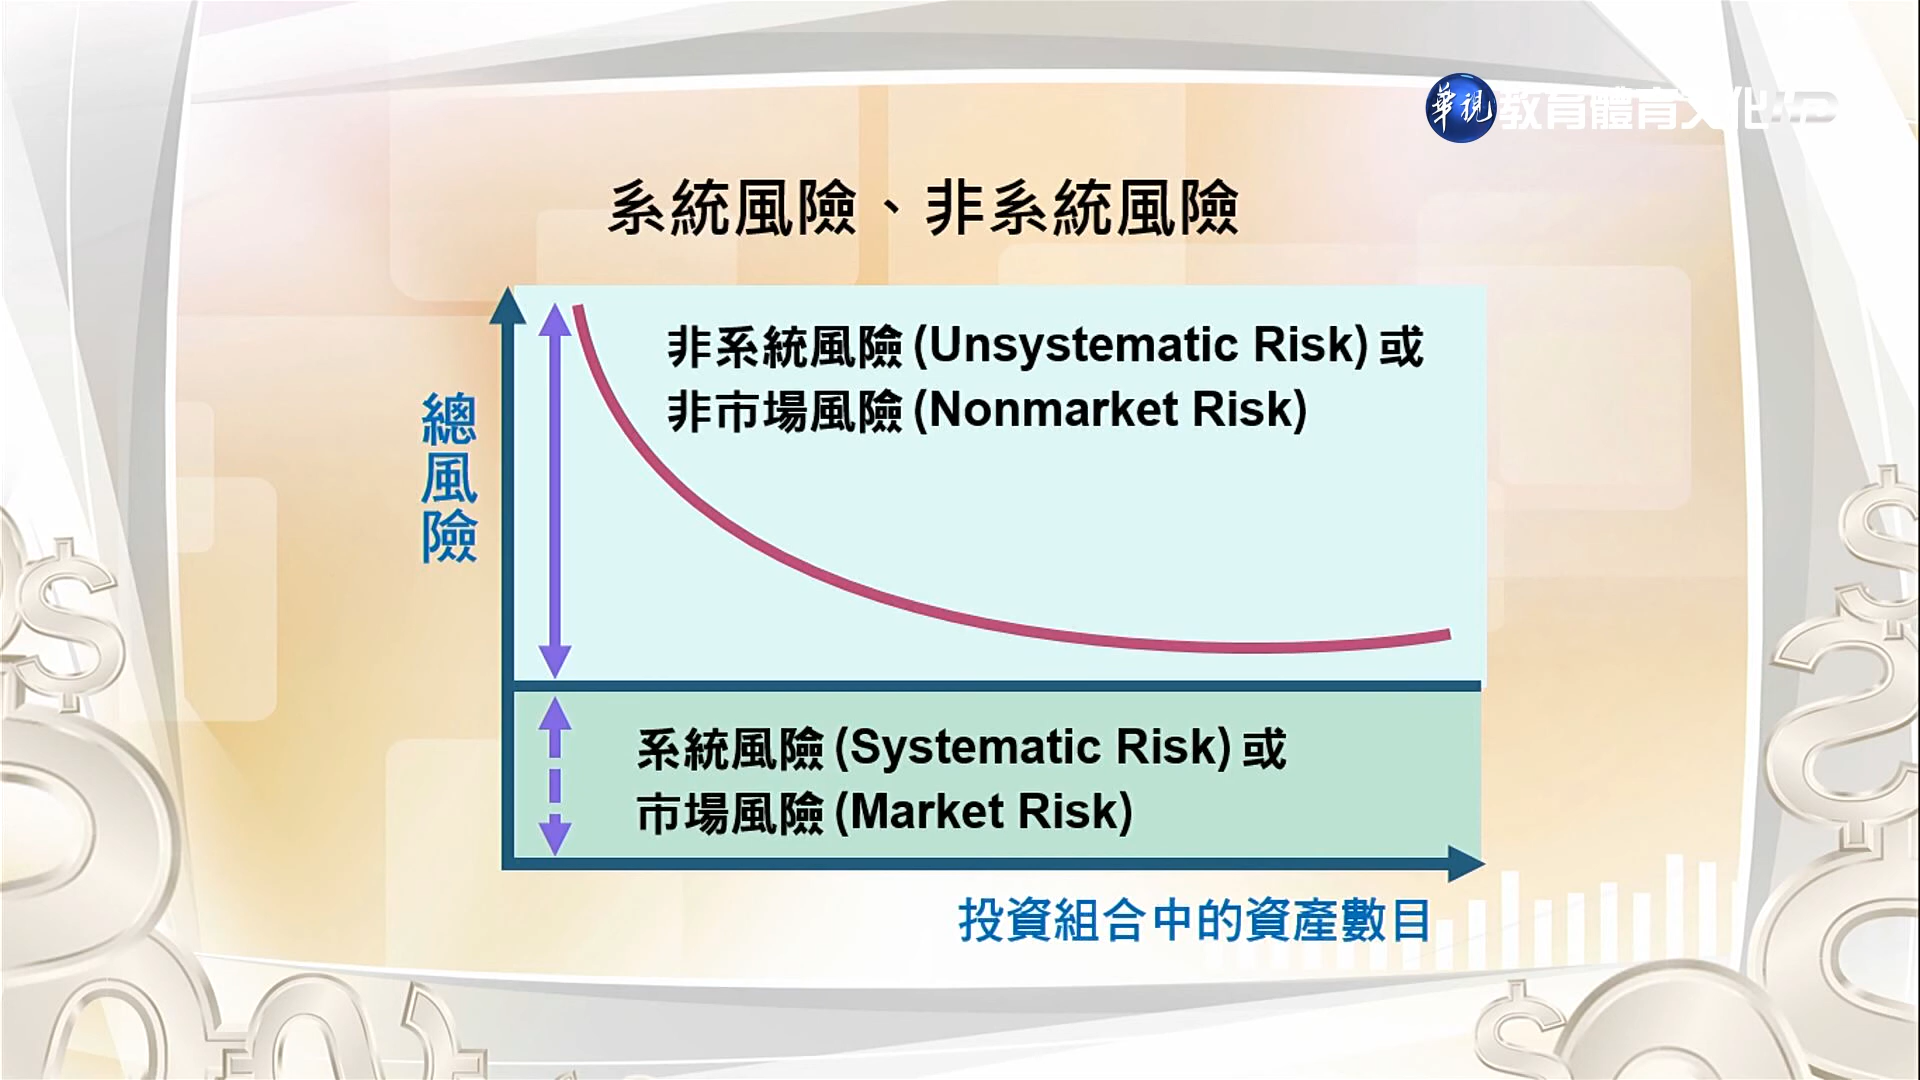 華視 教育體育文化HD
系統風險、非系統風險
非系統風險 (Unsystematic Risk) 或
非市場風險 (Nonmarket Risk)
總風險
系統風險 (Systematic Risk) 或
市場風險 (Market Risk)
投資組合中的資產數目